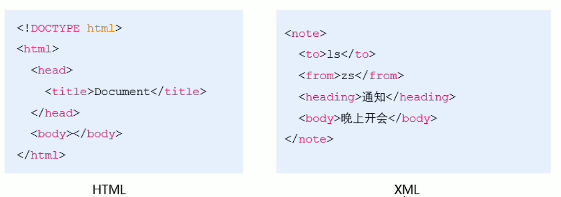 <!DOCTYPE html>
<html>
<head>
<title>Document</title>
</head>
<body></body>
</html>
HTML
<note>
<to>ls</to>
<from>zs</from>
<heading>通知</heading>
<body>晚上开会</body>
</note>
XML